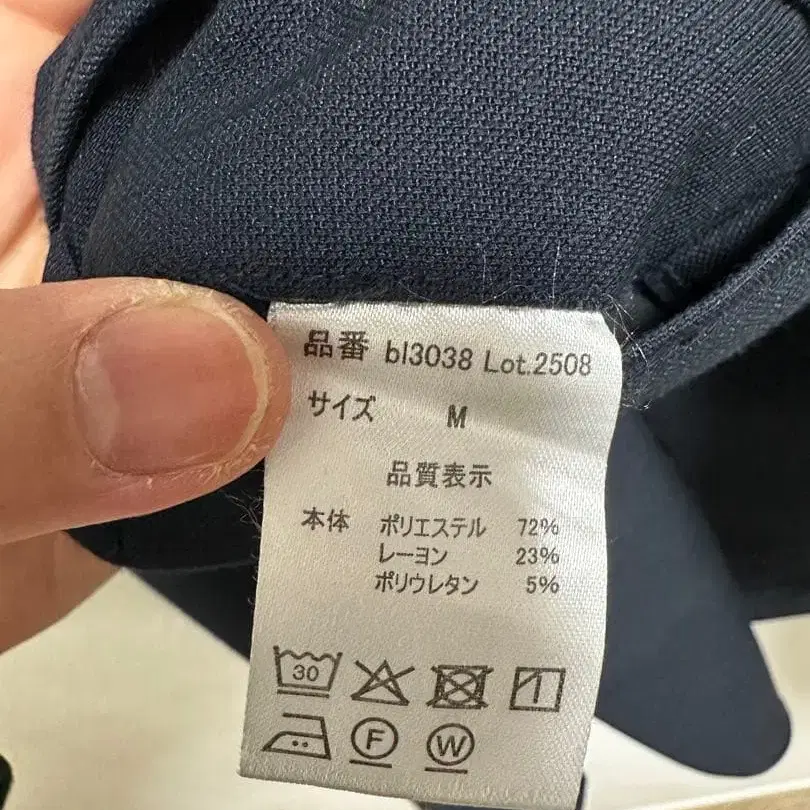 品番 bl3038 Lot.2508
サイズ M
品質表示
本体 ポリエステル 72%
レーヨン 23%
ポリウレタン 5%
30
F W